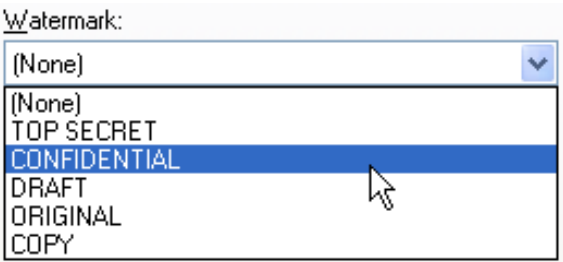 Watermark:
(None)
(None)
TOP SECRET
CONFIDENTIAL
DRAFT
ORIGINAL
COPY